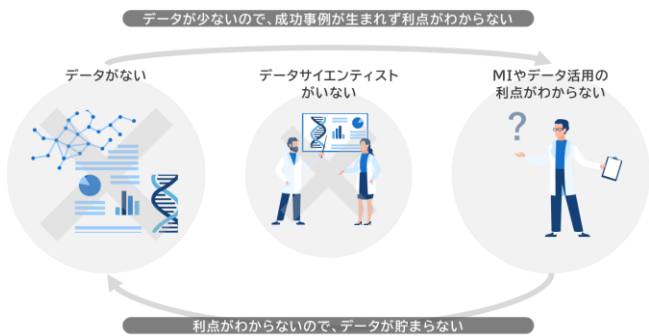 データが少ないので、成功事例が生まれず利点がわからない
データがない
データサイエンティスト
がいない
MIやデータ活用の
利点がわからない
?
利点がわからないので、データが貯まらない